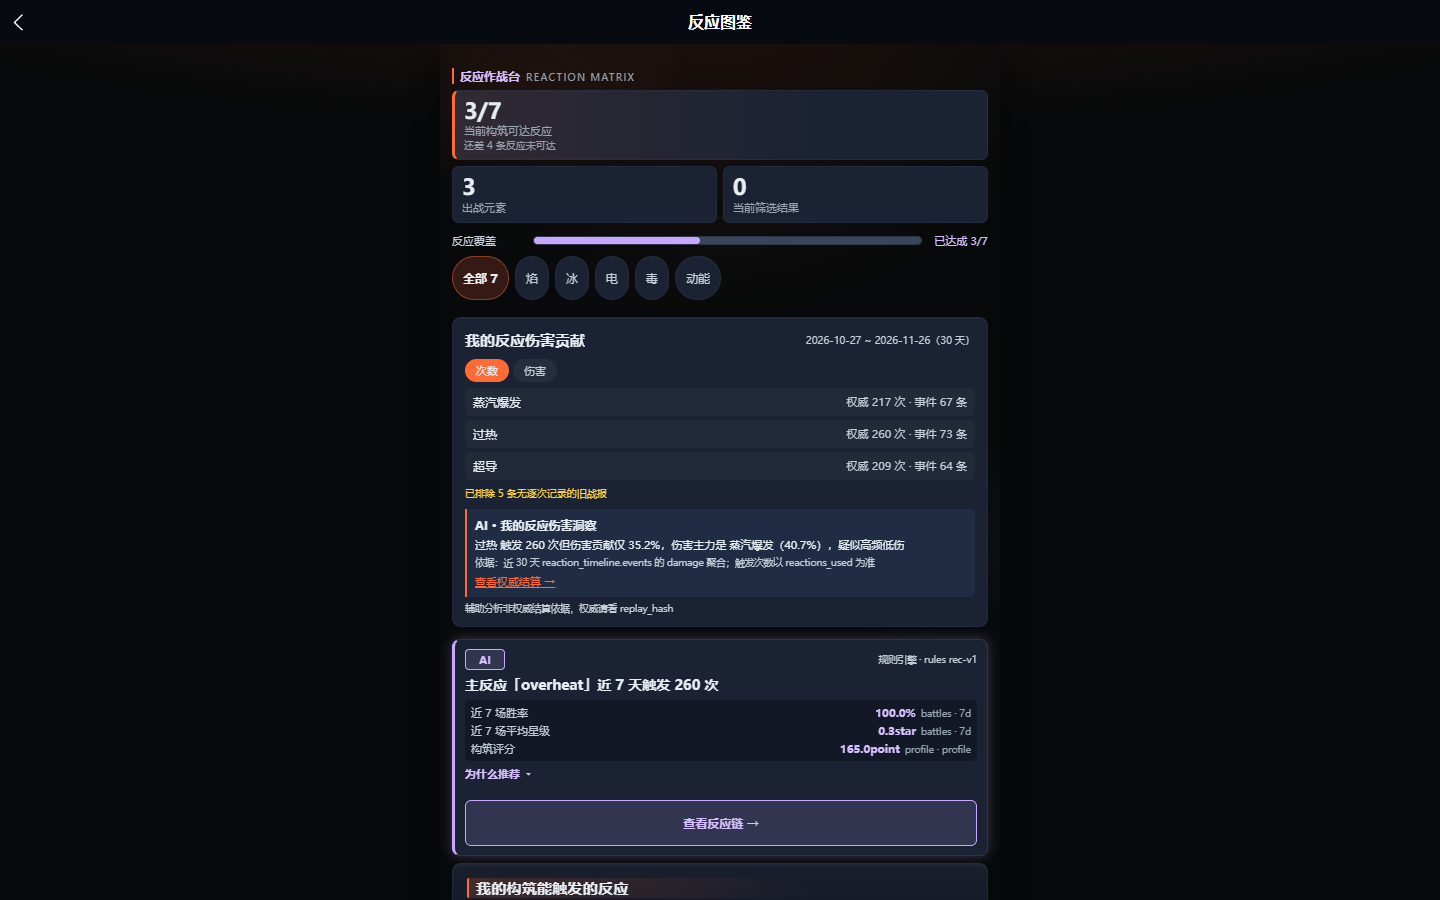 反应图鉴
反应作战台 REACTION MATRIX
3/7
当前构筑可达反应
还差 4 条反应未可达
3
出战元素
0
当前筛选结果
反应覆盖 已达成 3/7
全部 7 焰 冰 电 毒 动能
我的反应伤害贡献 2026-10-27 ~ 2026-11-26（30 天）
次数 伤害
蒸汽爆发 权威 217 次 · 事件 67 条
过热 权威 260 次 · 事件 73 条
超导 权威 209 次 · 事件 64 条
已排除 5 条无逐次记录的旧战报
AI · 我的反应伤害洞察
过热 触发 260 次但伤害贡献仅 35.2%，伤害主力是 蒸汽爆发（40.7%），疑似高频低伤
依据：近 30 天 reaction_timeline.events 的 damage 聚合；触发次数以 reactions_used 为准
查看权威结算 →
辅助分析非权威结算依据，权威请看 replay_hash
AI 规则引擎 · rules rec-v1
主反应「overheat」近 7 天触发 260 次
近 7 场胜率 100.0% battles · 7d
近 7 场平均星级 0.3star battles · 7d
构筑评分 165.0point profile · profile
为什么推荐
查看反应链 →
我的构筑能触发的反应